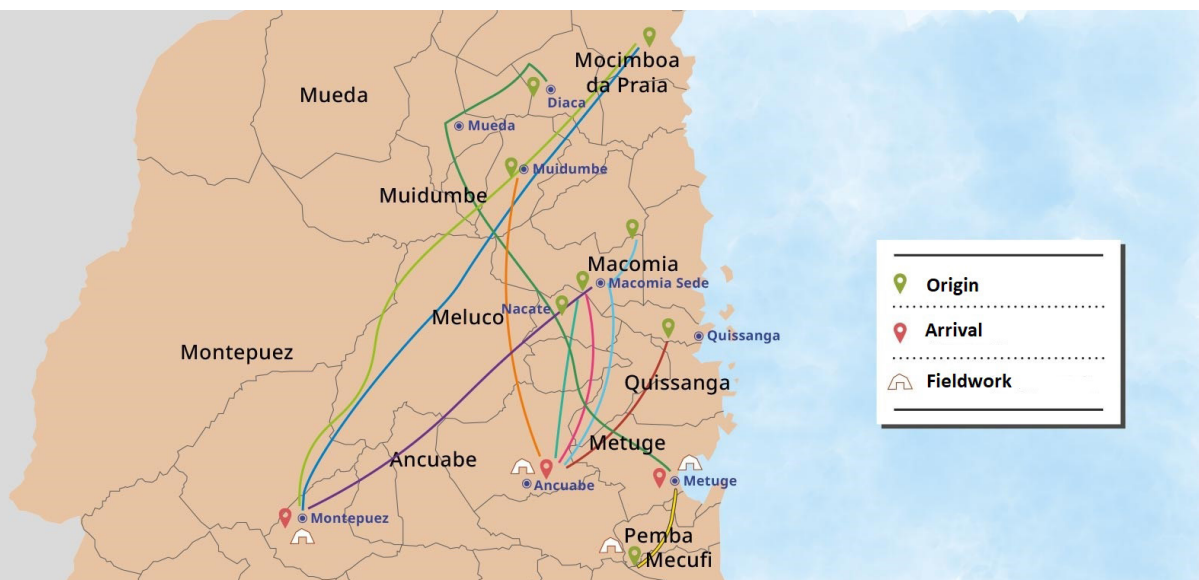 Mocimboa
da Praia
Mueda
Diaca
Mueda
Muidumbe
Muidumbe
Macomia
Macomia Sede
Nacate
Meluco
Quissanga
Montepuez
Quissanga
Metuge
Ancuabe
Ancuabe
Metuge
Montepuez
Pemba
Mecufi
Origin
Arrival
Fieldwork